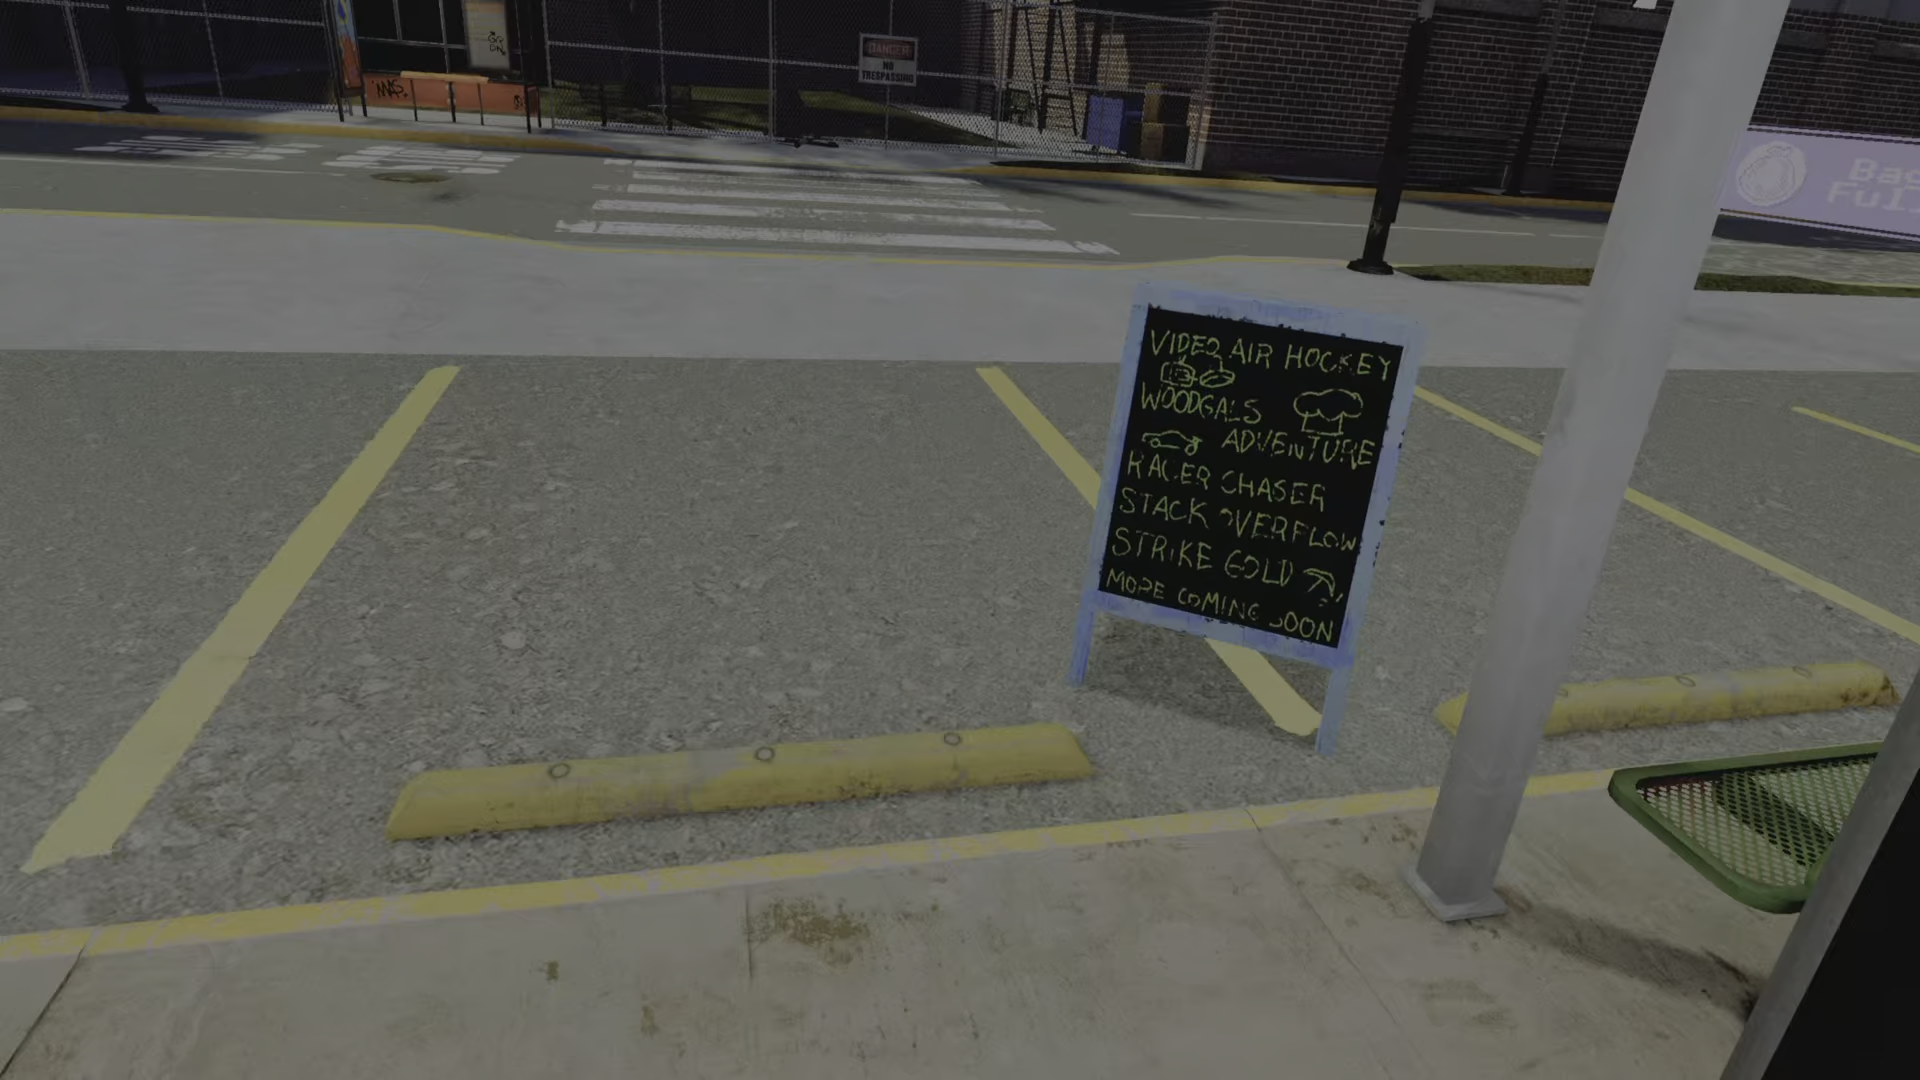 DANGER
NO
TRESPASSING
VIDEO AIR HOCKEY
WOODGALS
ADVENTURE
RACER CHASER
STACK OVERFLOW
STRIKE GOLD
MORE COMING SOON